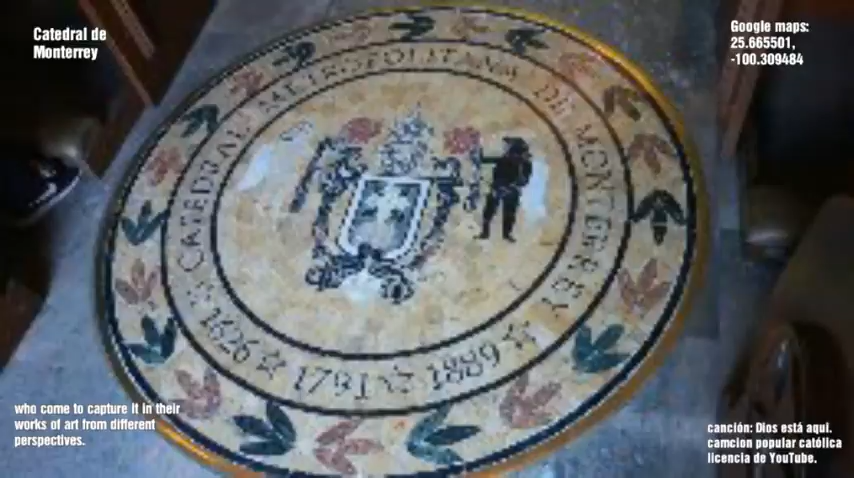 Catedral de
Monterrey
Google maps:
25.665501,
-100.309484
CATEDRAL METROPOLITANA DE MONTERREY
1626 ☆ 1791 ☆ 1889 ☆
who come to capture it in their
works of art from different
perspectives.
canción: Dios está aquí.
camcion popular católica
licencia de YouTube.